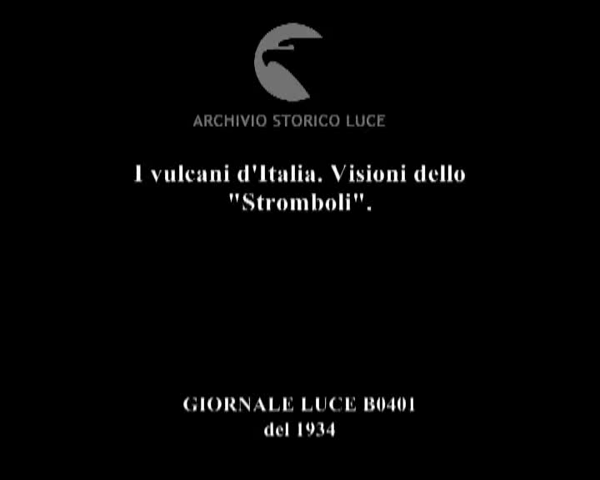 ARCHIVIO STORICO LUCE
I vulcani d'Italia. Visioni dello
"Stromboli".
GIORNALE LUCE B0401
del 1934